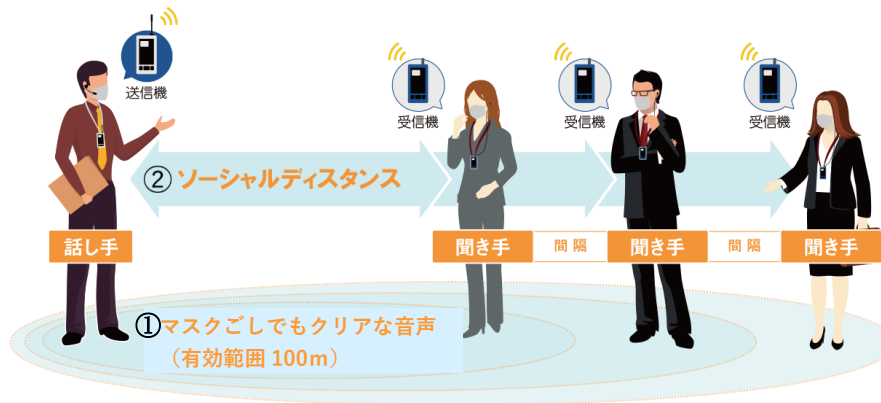 送信機
受信機
受信機
受信機
② ソーシャルディスタンス
話し手
聞き手
間隔
聞き手
間隔
聞き手
①マスクごしでもクリアな音声
（有効範囲 100m）